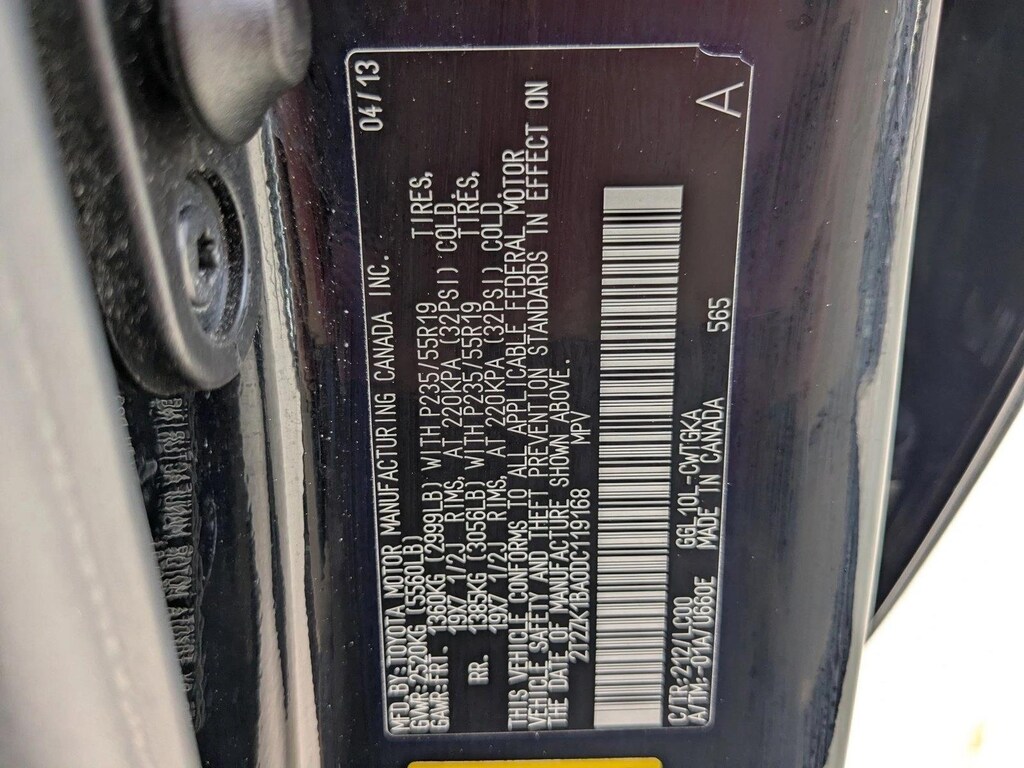 MFD. BY: TOYOTA MOTOR MANUFACTURING CANADA INC. 04/13
GVWR: 2520KG (5560LB)
GAWR: FRT. 1360KG (2999LB) WITH P235/55R19 TIRES,
19X7 1/2J RIMS, AT 220KPA (32PSI) COLD.
RR. 1385KG (3056LB) WITH P235/55R19 TIRES,
19X7 1/2J RIMS, AT 220KPA (32PSI) COLD.
THIS VEHICLE CONFORMS TO ALL APPLICABLE FEDERAL MOTOR
VEHICLE SAFETY AND THEFT PREVENTION STANDARDS IN EFFECT ON
THE DATE OF MANUFACTURE SHOWN ABOVE.
2T2ZK1BA0DC119168 MPV
C/TR: 212/LC00 GGL10L-CWTGKA
A/TM:-01A/U660E MADE IN CANADA 565
A